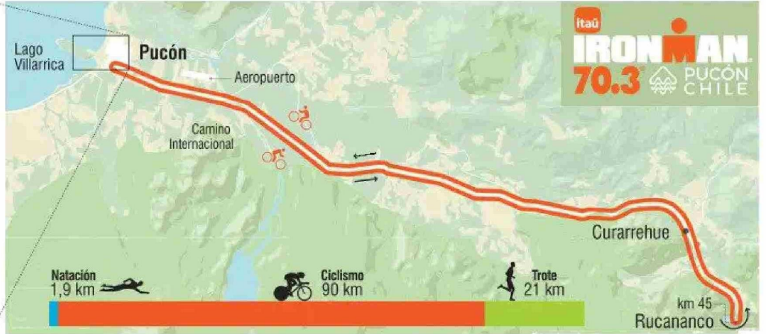 itaú
IRONMAN
70.3 PUCÓN
CHILE
Lago
Villarrica
Pucón
Aeropuerto
Camino
Internacional
Curarrehue
km 45
Rucananco
Natación
1,9 km
Ciclismo
90 km
Trote
21 km